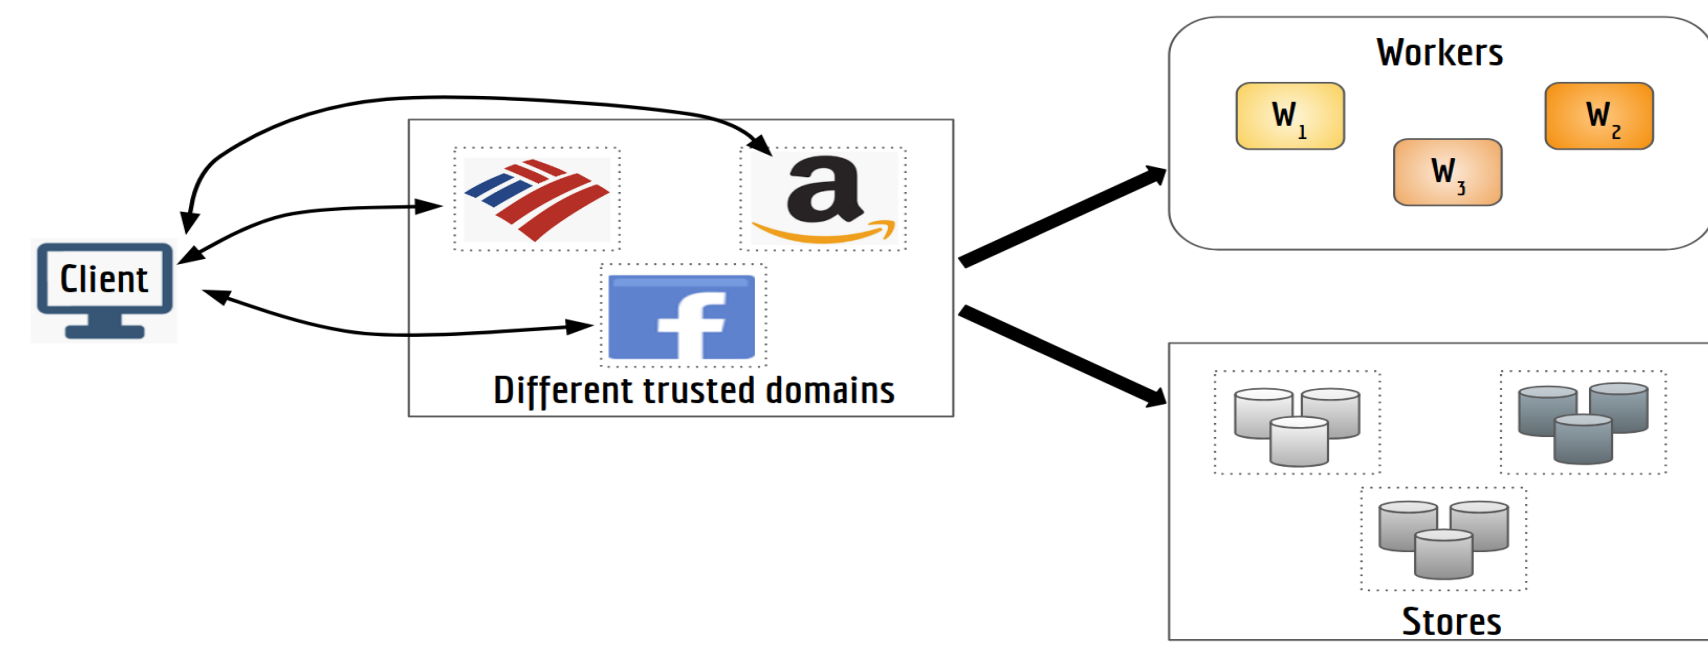 Client
a
f
Different trusted domains
Workers
W1
W2
W3
Stores